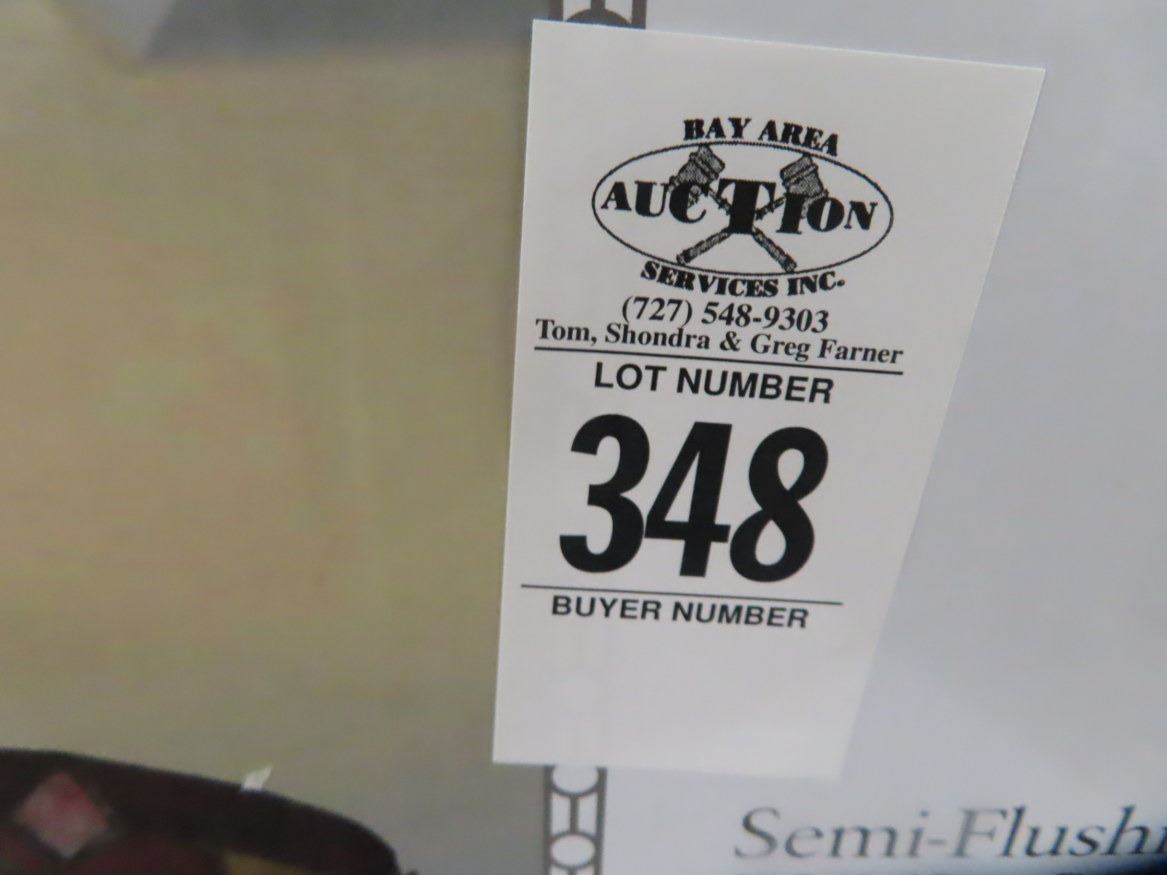 BAY AREA
AUCTION
SERVICES INC.
(727) 548-9303
Tom, Shondra & Greg Farner
LOT NUMBER
348
BUYER NUMBER
Semi-Flush